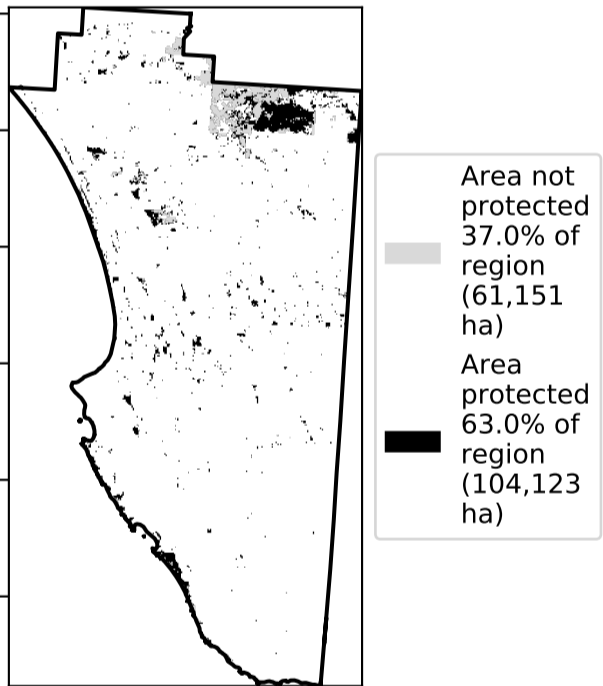 Area not
protected
37.0% of
region
(61,151
ha)
Area
protected
63.0% of
region
(104,123
ha)